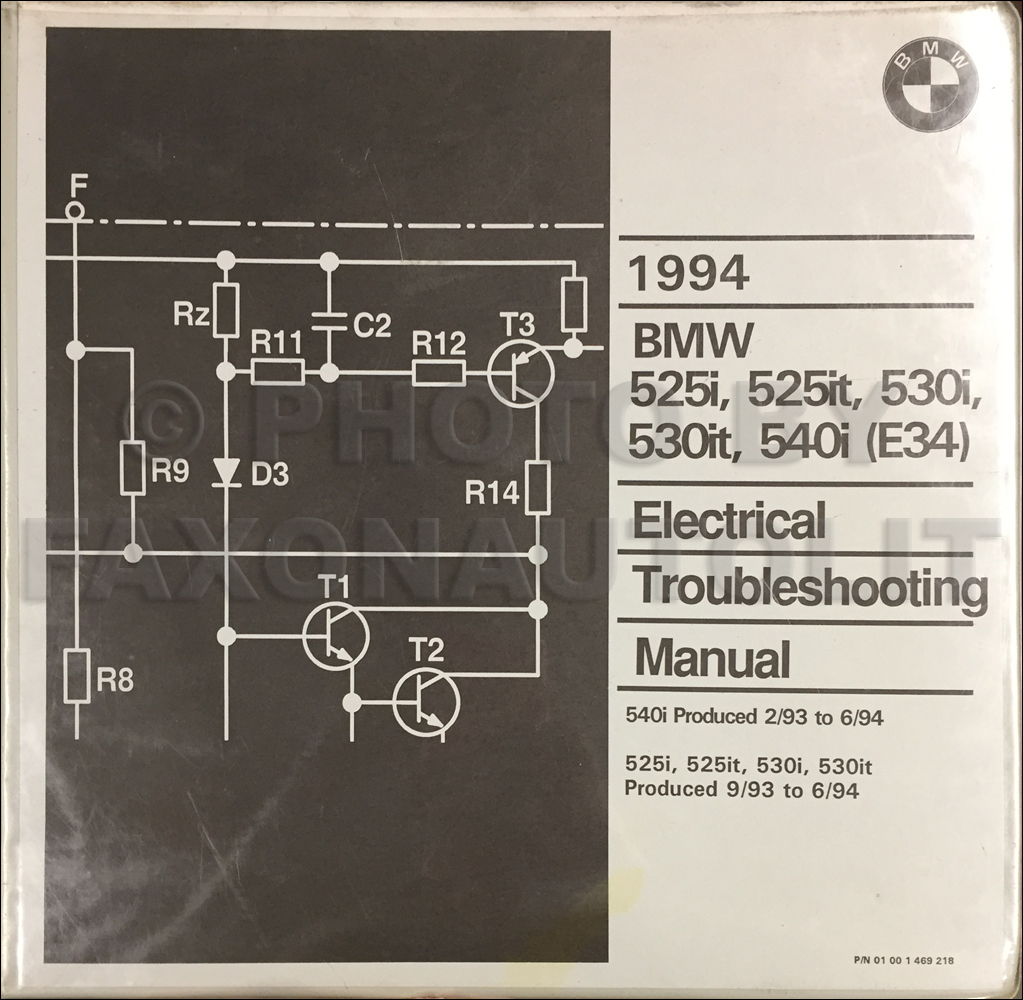 BMW
F
1994
Rz
C2
T3
R11
R12
BMW
525i, 525it, 530i,
530it, 540i (E34)
R9
D3
R14
Electrical
Troubleshooting
Manual
T1
T2
R8
540i Produced 2/93 to 6/94
525i, 525it, 530i, 530it
Produced 9/93 to 6/94
P/N 01 00 1 469 218
© PHOTO BY
FAXONAUTOLIT